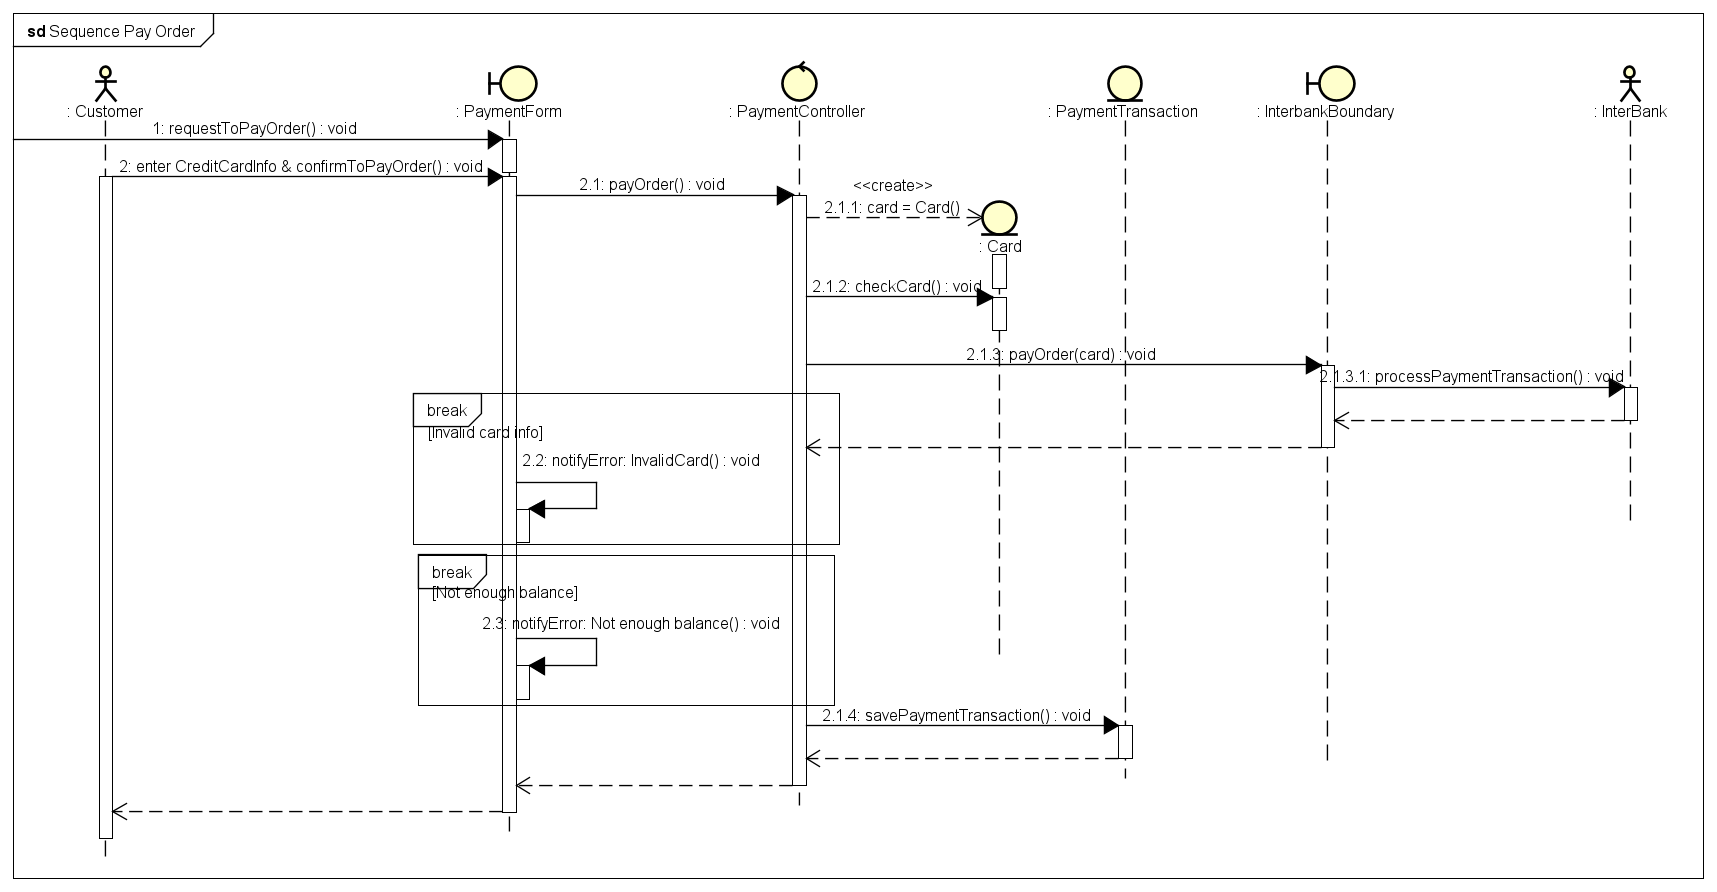 sd Sequence Pay Order
: Customer
: PaymentForm
: PaymentController
: PaymentTransaction
: InterbankBoundary
: InterBank
1: requestToPayOrder() : void
2: enter CreditCardInfo & confirmToPayOrder() : void
2.1: payOrder() : void
<<create>>
2.1.1: card = Card()
: Card
2.1.2: checkCard() : void
2.1.3: payOrder(card) : void
2.1.3.1: processPaymentTransaction() : void
break
[Invalid card info]
2.2: notifyError: InvalidCard() : void
break
[Not enough balance]
2.3: notifyError: Not enough balance() : void
2.1.4: savePaymentTransaction() : void